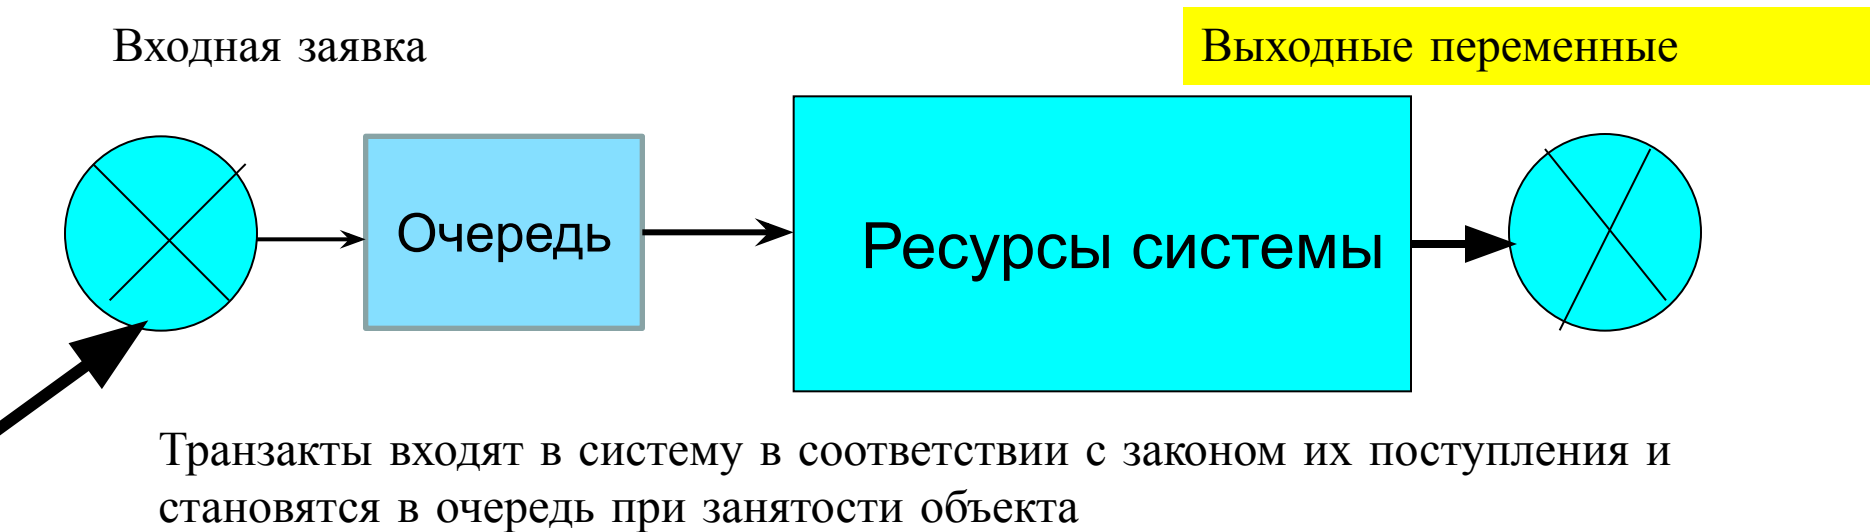 Входная заявка
Выходные переменные
Очередь
Ресурсы системы
Транзакты входят в систему в соответствии с законом их поступления и
становятся в очередь при занятости объекта